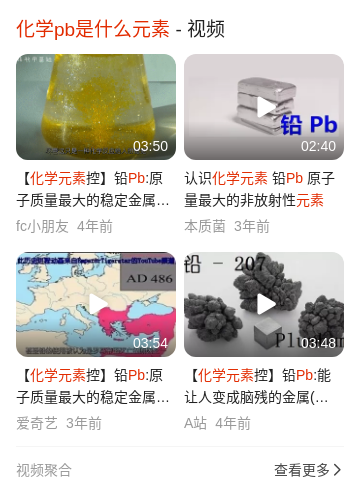 化学pb是什么元素 - 视频
03:50
铅 Pb
02:40
【化学元素控】铅Pb:原
子质量最大的稳定金属...
fc小朋友 4年前
认识化学元素 铅Pb 原子
量最大的非放射性元素
本质菌 3年前
AD 486
03:54
铅 - 207
Plum
03:48
【化学元素控】铅Pb:原
子质量最大的稳定金属...
爱奇艺 3年前
【化学元素控】铅Pb:能
让人变成脑残的金属(...
A站 4年前
视频聚合
查看更多